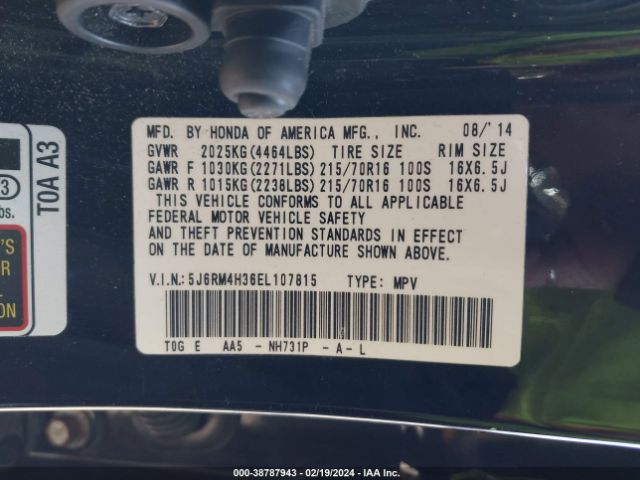 MFD. BY HONDA OF AMERICA MFG., INC. 08/'14
GVWR 2025KG(4464LBS) TIRE SIZE RIM SIZE
GAWR F 1030KG(2271LBS) 215/70R16 100S 16X6.5J
GAWR R 1015KG(2238LBS) 215/70R16 100S 16X6.5J
THIS VEHICLE CONFORMS TO ALL APPLICABLE
FEDERAL MOTOR VEHICLE SAFETY
AND THEFT PREVENTION STANDARDS IN EFFECT
ON THE DATE OF MANUFACTURE SHOWN ABOVE.
V.I.N.: 5J6RM4H36EL107815 TYPE: MPV
T0G E AA5 - NH731P - A - L
T0A A3
3)
bs.
'S
R
L
ION
000-38787943 - 02/19/2024 - IAA Inc.